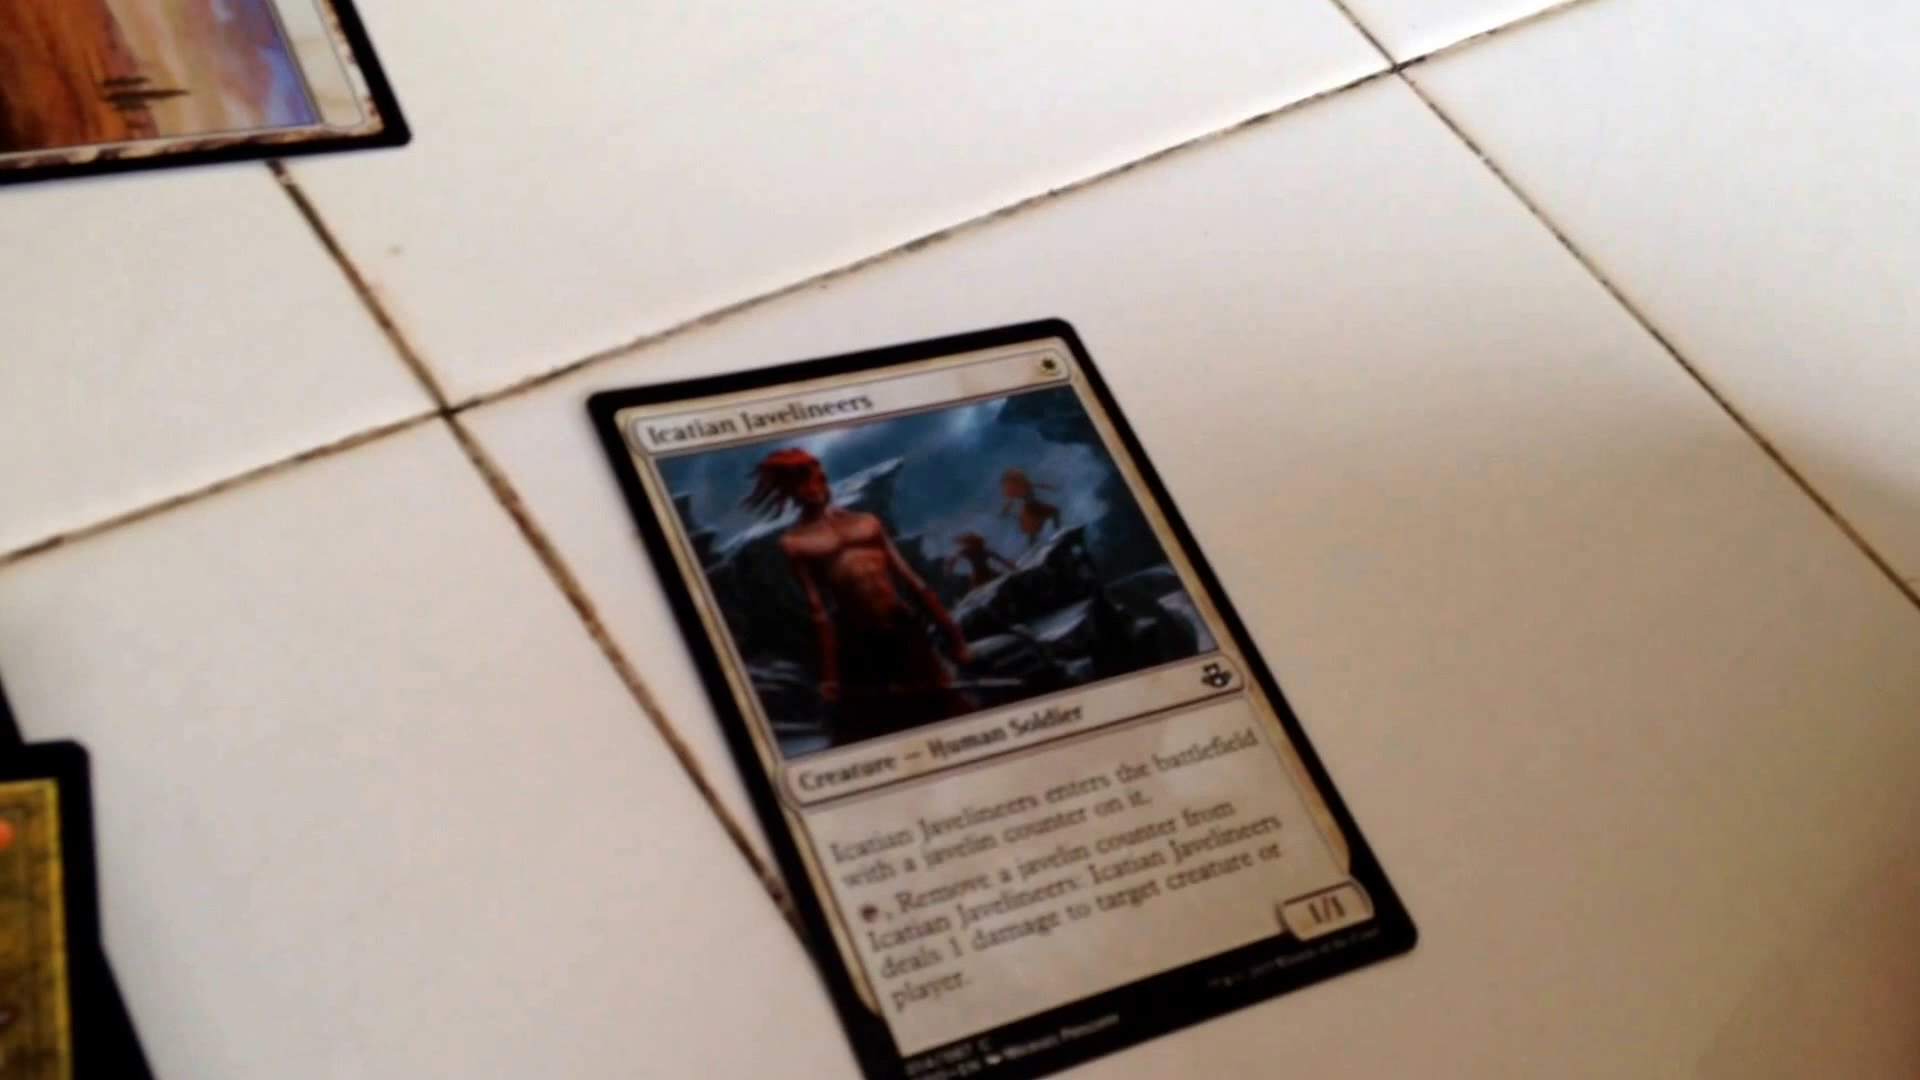 Icatian Javelineers
Creature — Human Soldier
Icatian Javelineers enters the battlefield
with a javelin counter on it.
, Remove a javelin counter from
Icatian Javelineers: Icatian Javelineers
deals 1 damage to target creature or
player.
1/1